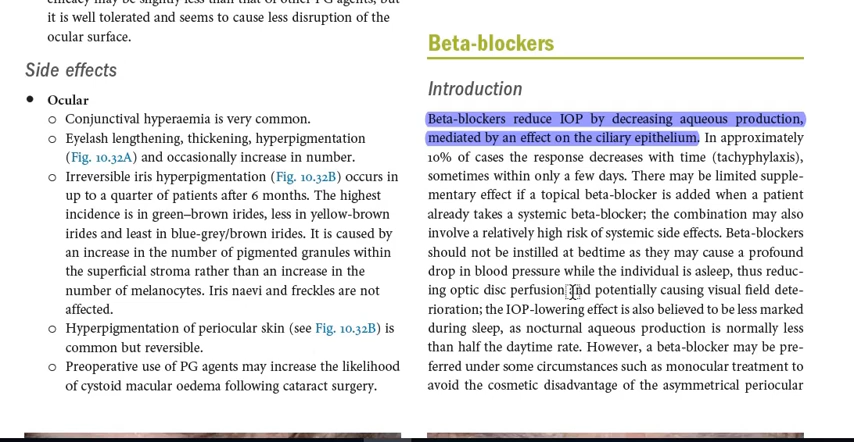 efficacy may be slightly less than that of other PG agents, but
it is well tolerated and seems to cause less disruption of the
ocular surface.
Side effects
• Ocular
○ Conjunctival hyperaemia is very common.
○ Eyelash lengthening, thickening, hyperpigmentation
(Fig. 10.32A) and occasionally increase in number.
○ Irreversible iris hyperpigmentation (Fig. 10.32B) occurs in
up to a quarter of patients after 6 months. The highest
incidence is in green–brown irides, less in yellow-brown
irides and least in blue-grey/brown irides. It is caused by
an increase in the number of pigmented granules within
the superficial stroma rather than an increase in the
number of melanocytes. Iris naevi and freckles are not
affected.
○ Hyperpigmentation of periocular skin (see Fig. 10.32B) is
common but reversible.
○ Preoperative use of PG agents may increase the likelihood
of cystoid macular oedema following cataract surgery.
Beta-blockers
Introduction
Beta-blockers reduce IOP by decreasing aqueous production,
mediated by an effect on the ciliary epithelium. In approximately
10% of cases the response decreases with time (tachyphylaxis),
sometimes within only a few days. There may be limited supple-
mentary effect if a topical beta-blocker is added when a patient
already takes a systemic beta-blocker; the combination may also
involve a relatively high risk of systemic side effects. Beta-blockers
should not be instilled at bedtime as they may cause a profound
drop in blood pressure while the individual is asleep, thus reduc-
ing optic disc perfusion and potentially causing visual field dete-
rioration; the IOP-lowering effect is also believed to be less marked
during sleep, as nocturnal aqueous production is normally less
than half the daytime rate. However, a beta-blocker may be pre-
ferred under some circumstances such as monocular treatment to
avoid the cosmetic disadvantage of the asymmetrical periocular